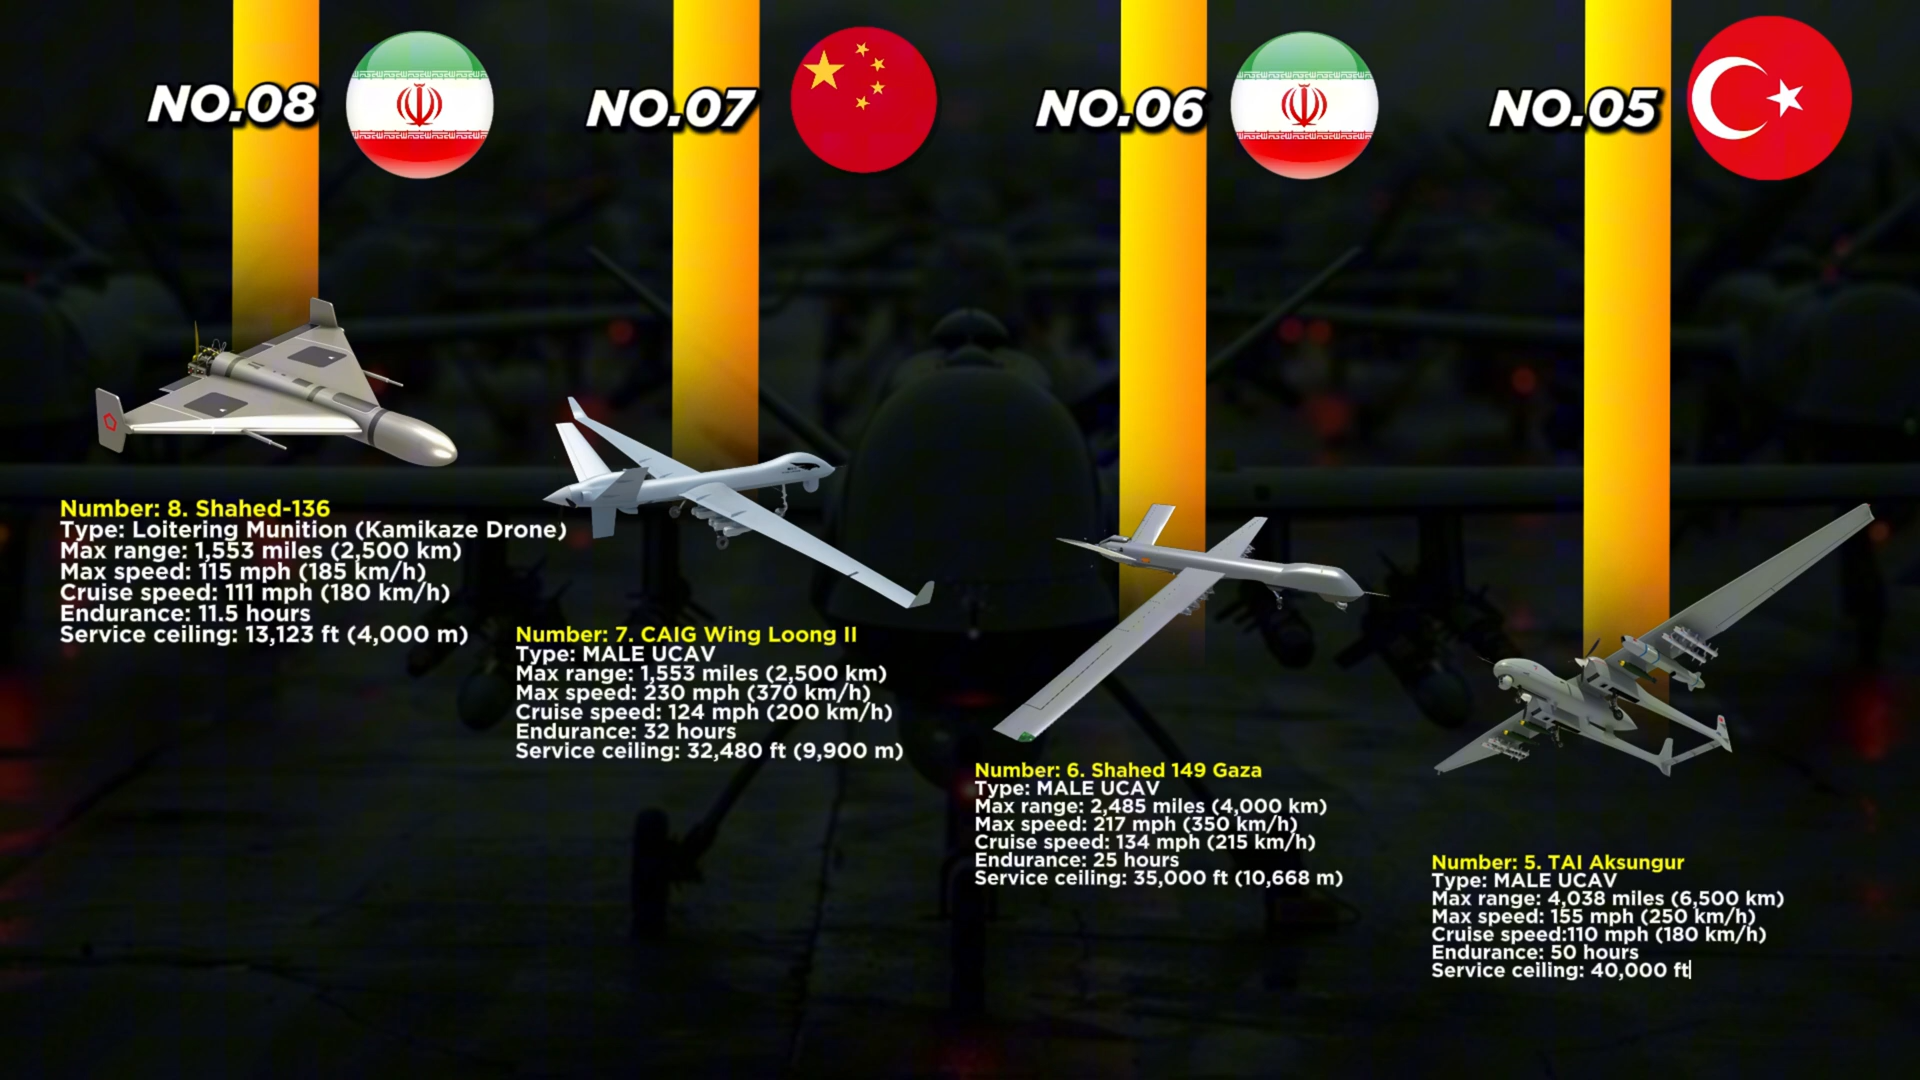 NO.08
NO.07
NO.06
NO.05
Number: 8. Shahed-136
Type: Loitering Munition (Kamikaze Drone)
Max range: 1,553 miles (2,500 km)
Max speed: 115 mph (185 km/h)
Cruise speed: 111 mph (180 km/h)
Endurance: 11.5 hours
Service ceiling: 13,123 ft (4,000 m)
Number: 7. CAIG Wing Loong II
Type: MALE UCAV
Max range: 1,553 miles (2,500 km)
Max speed: 230 mph (370 km/h)
Cruise speed: 124 mph (200 km/h)
Endurance: 32 hours
Service ceiling: 32,480 ft (9,900 m)
Number: 6. Shahed 149 Gaza
Type: MALE UCAV
Max range: 2,485 miles (4,000 km)
Max speed: 217 mph (350 km/h)
Cruise speed: 134 mph (215 km/h)
Endurance: 25 hours
Service ceiling: 35,000 ft (10,668 m)
Number: 5. TAI Aksungur
Type: MALE UCAV
Max range: 4,038 miles (6,500 km)
Max speed: 155 mph (250 km/h)
Cruise speed:110 mph (180 km/h)
Endurance: 50 hours
Service ceiling: 40,000 ft